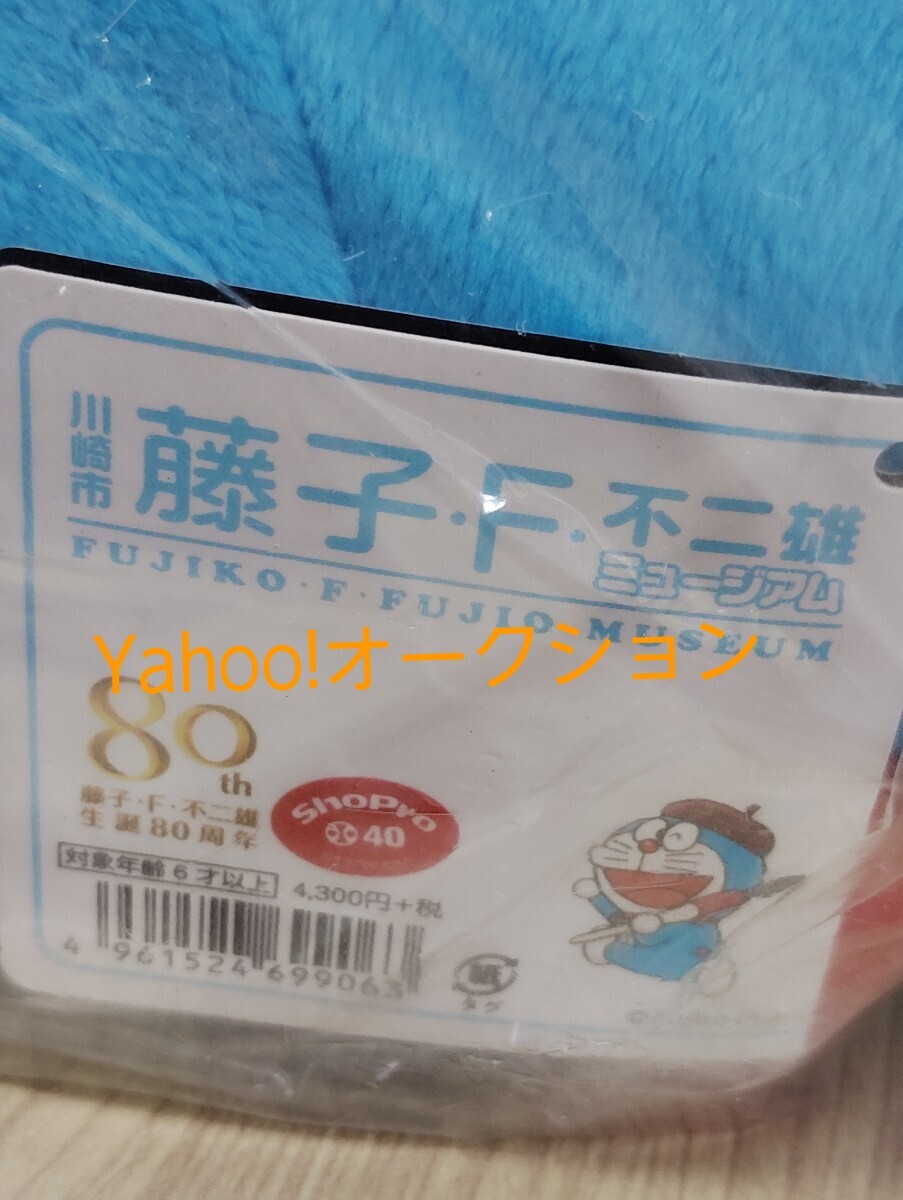 川崎市
藤子・F・不二雄
ミュージアム
FUJIKO・F・FUJIO・MUSEUM
Yahoo!オークション
80th
藤子・F・不二雄
生誕80周年
ShoPro
40
対象年齢6才以上
4,300円+税
4 961524 699063
紙
タグ